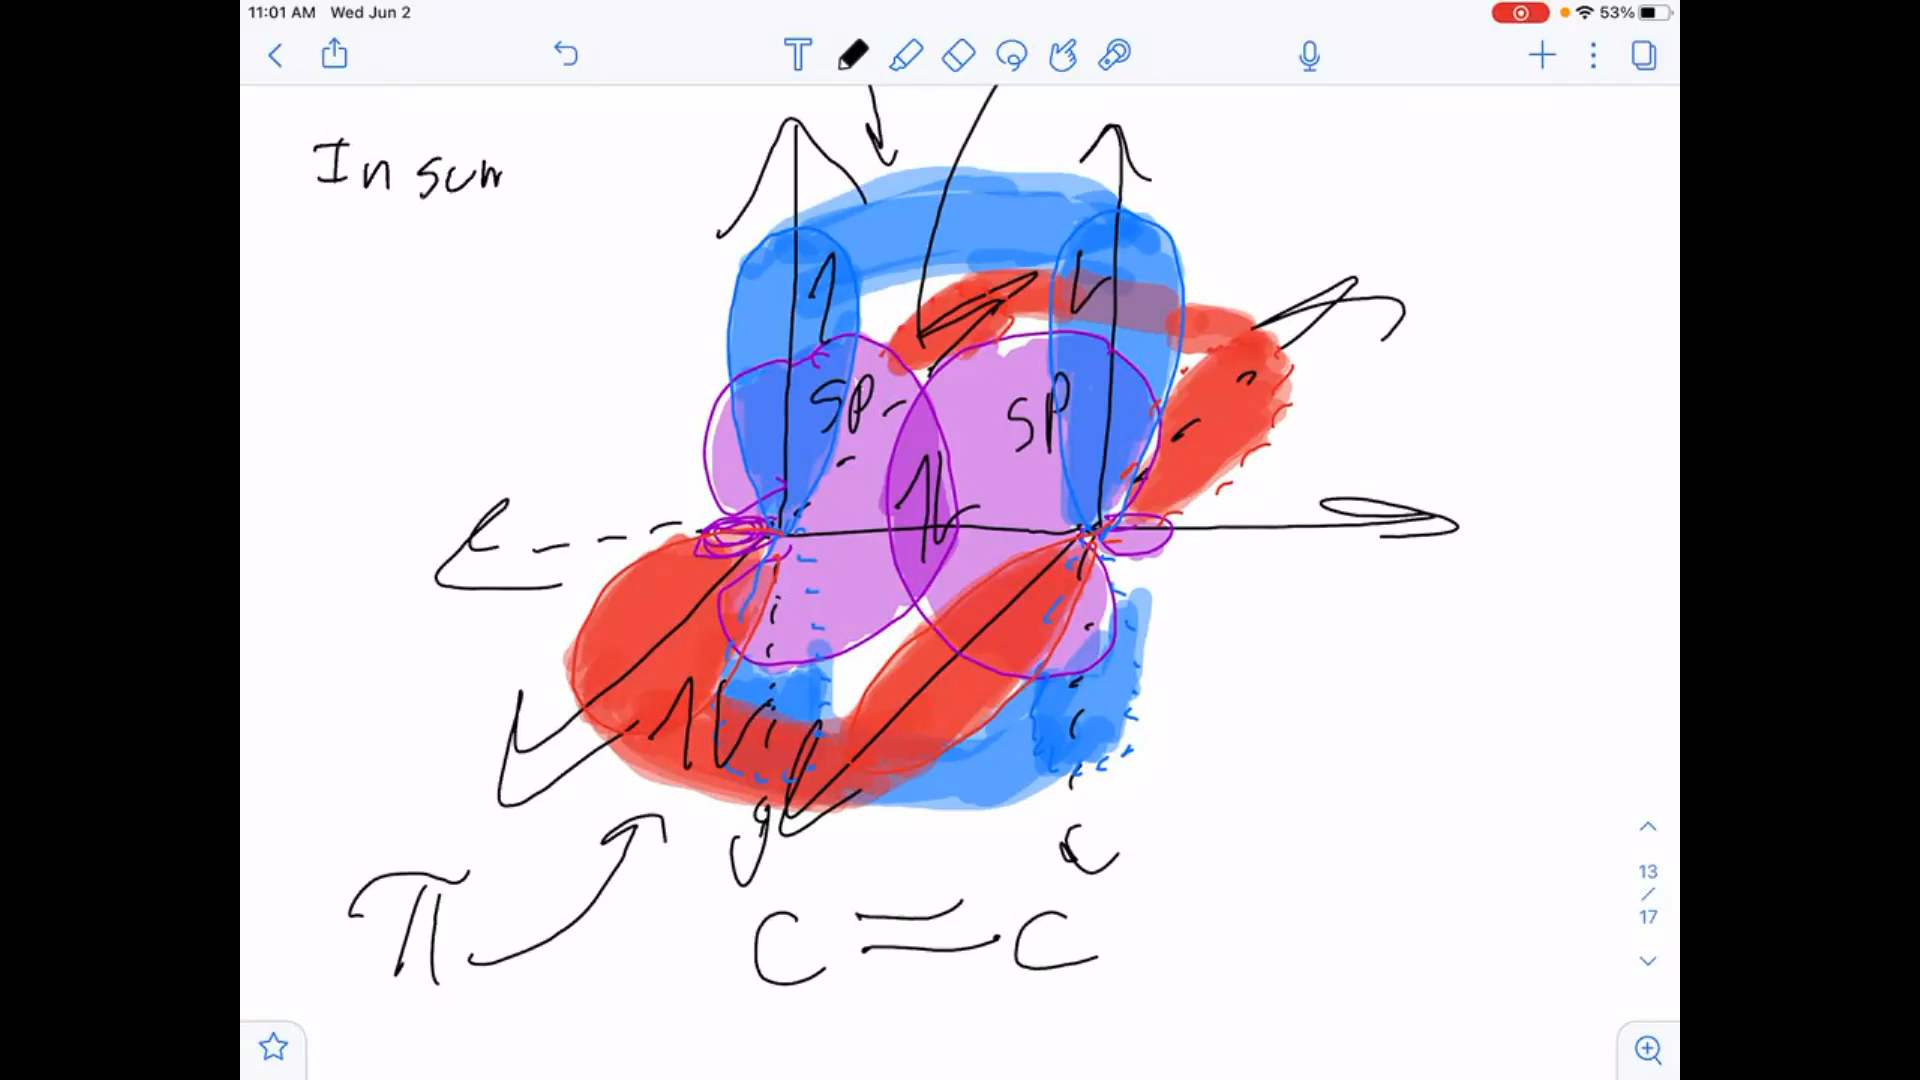 11:01 AM Wed Jun 2
53%
T
In sum
SP
SP
13
/
17
π
C = C